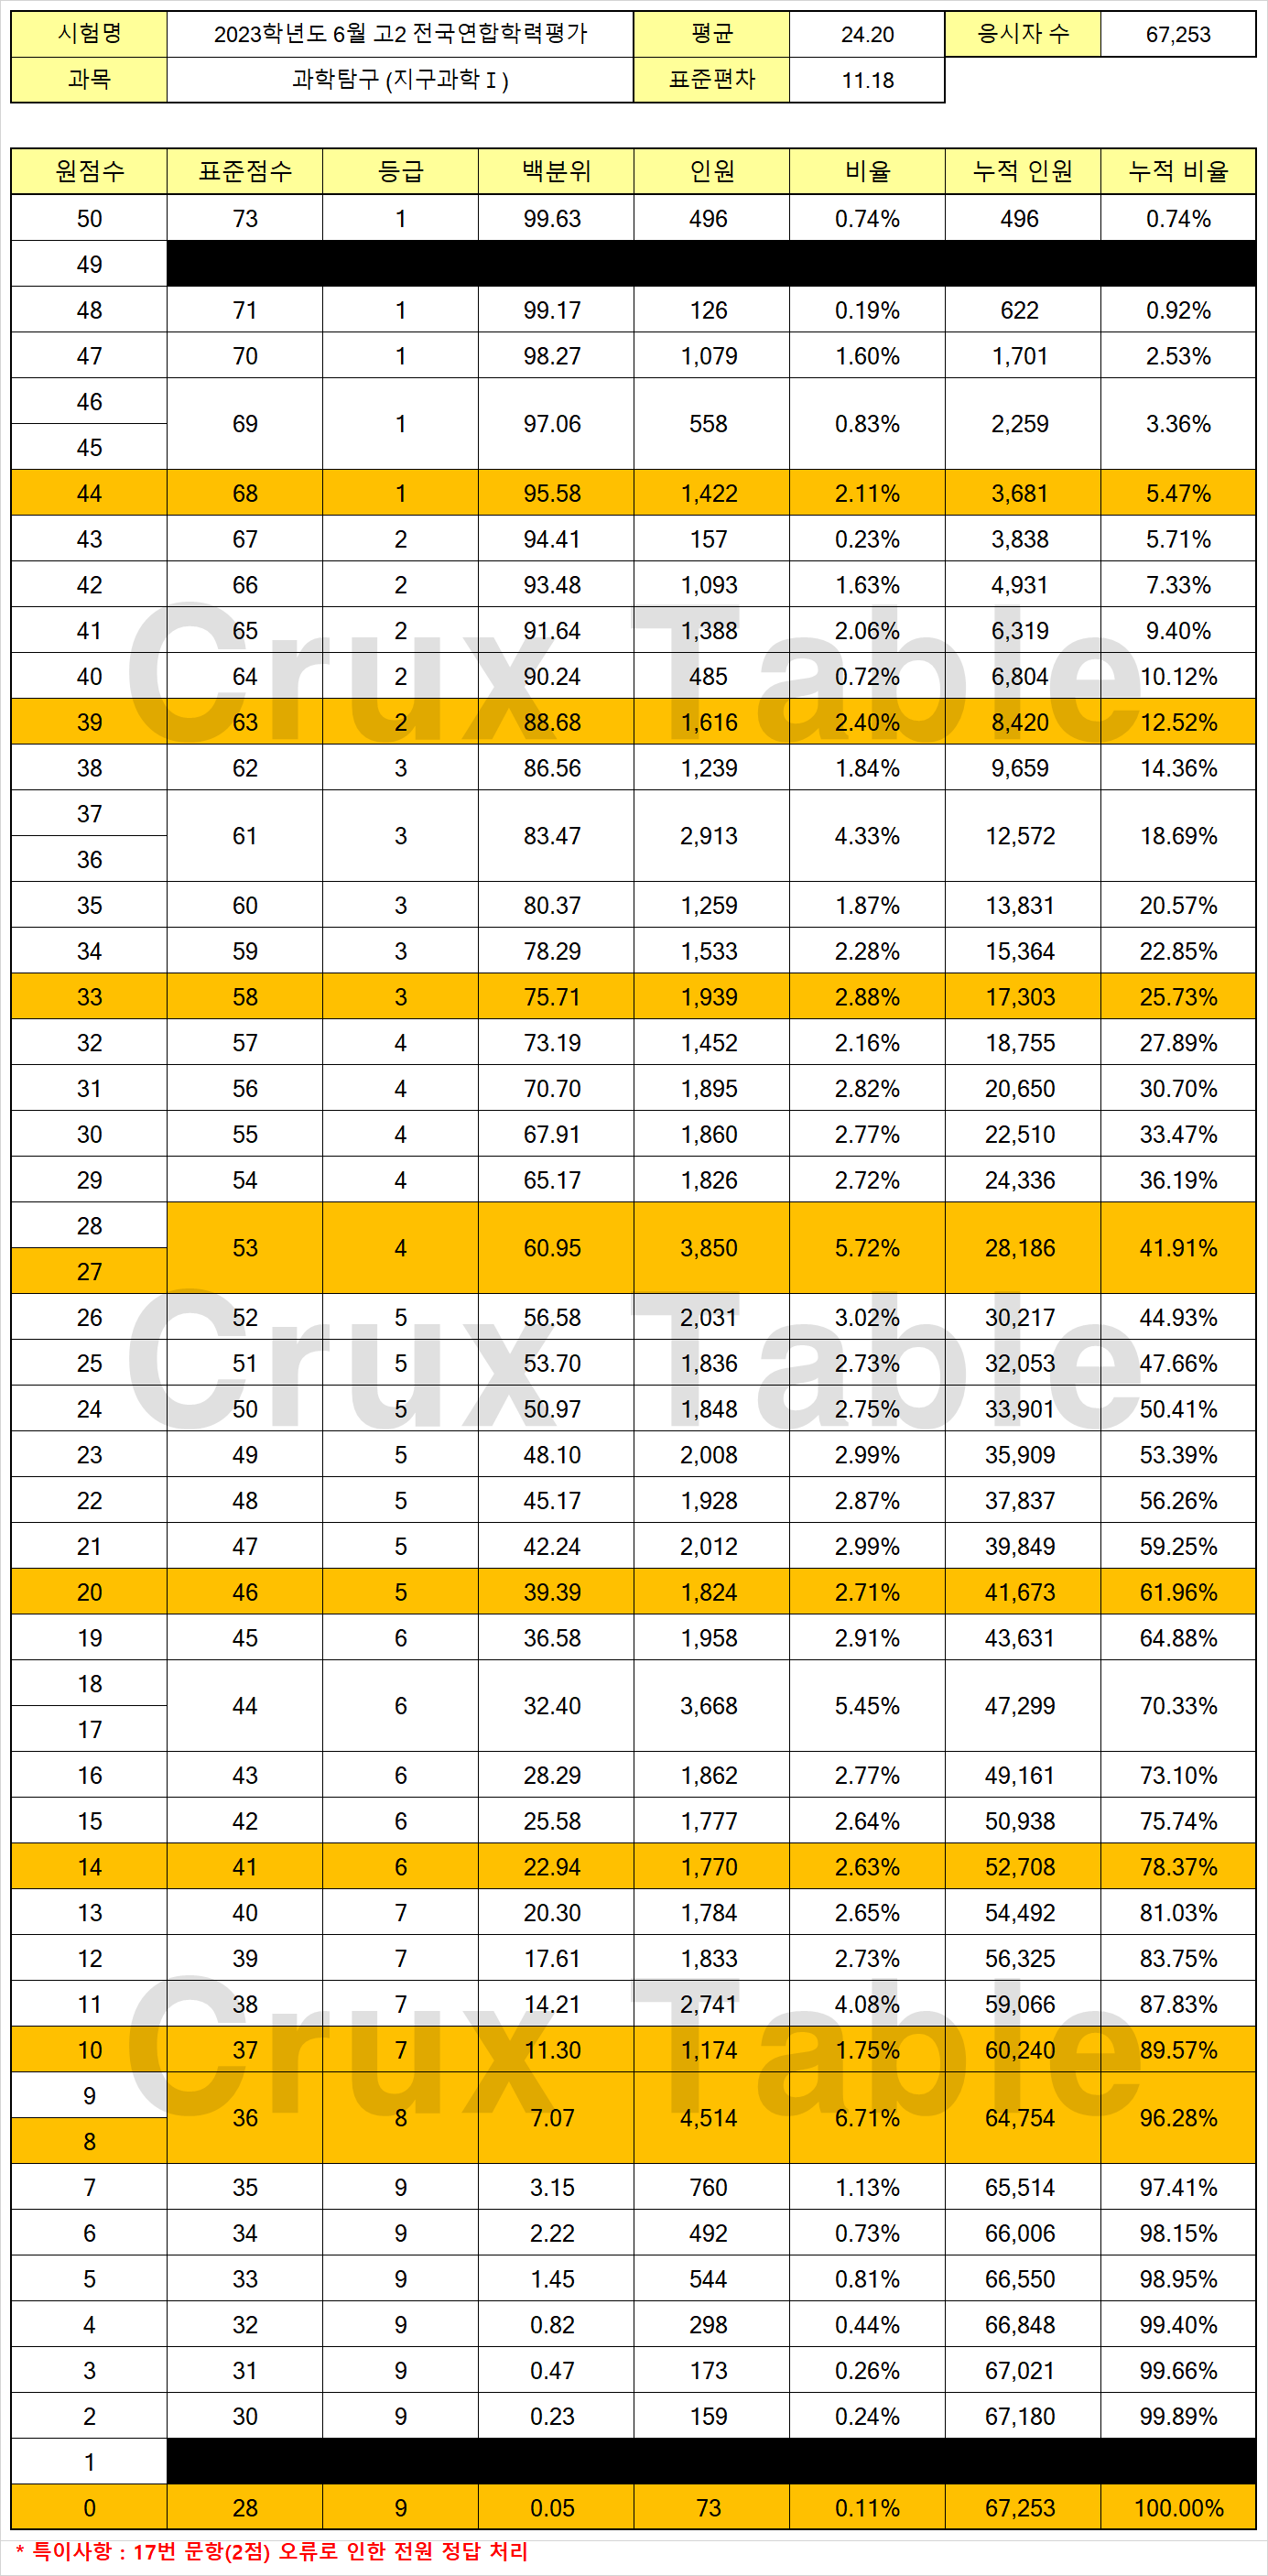 시험명 2023학년도 6월 고2 전국연합학력평가 평균 24.20 응시자 수 67,253
과목 과학탐구 (지구과학 I ) 표준편차 11.18
원점수 표준점수 등급 백분위 인원 비율 누적 인원 누적 비율
50 73 1 99.63 496 0.74% 496 0.74%
49
48 71 1 99.17 126 0.19% 622 0.92%
47 70 1 98.27 1,079 1.60% 1,701 2.53%
46
69 1 97.06 558 0.83% 2,259 3.36%
45
44 68 1 95.58 1,422 2.11% 3,681 5.47%
43 67 2 94.41 157 0.23% 3,838 5.71%
42 66 2 93.48 1,093 1.63% 4,931 7.33%
Crux Table
41 65 2 91.64 1,388 2.06% 6,319 9.40%
40 64 2 90.24 485 0.72% 6,804 10.12%
39 63 2 88.68 1,616 2.40% 8,420 12.52%
38 62 3 86.56 1,239 1.84% 9,659 14.36%
37
61 3 83.47 2,913 4.33% 12,572 18.69%
36
35 60 3 80.37 1,259 1.87% 13,831 20.57%
34 59 3 78.29 1,533 2.28% 15,364 22.85%
33 58 3 75.71 1,939 2.88% 17,303 25.73%
32 57 4 73.19 1,452 2.16% 18,755 27.89%
31 56 4 70.70 1,895 2.82% 20,650 30.70%
30 55 4 67.91 1,860 2.77% 22,510 33.47%
29 54 4 65.17 1,826 2.72% 24,336 36.19%
28
53 4 60.95 3,850 5.72% 28,186 41.91%
27
26 52 5 56.58 2,031 3.02% 30,217 44.93%
Crux Table
25 51 5 53.70 1,836 2.73% 32,053 47.66%
24 50 5 50.97 1,848 2.75% 33,901 50.41%
23 49 5 48.10 2,008 2.99% 35,909 53.39%
22 48 5 45.17 1,928 2.87% 37,837 56.26%
21 47 5 42.24 2,012 2.99% 39,849 59.25%
20 46 5 39.39 1,824 2.71% 41,673 61.96%
19 45 6 36.58 1,958 2.91% 43,631 64.88%
18
44 6 32.40 3,668 5.45% 47,299 70.33%
17
16 43 6 28.29 1,862 2.77% 49,161 73.10%
15 42 6 25.58 1,777 2.64% 50,938 75.74%
14 41 6 22.94 1,770 2.63% 52,708 78.37%
13 40 7 20.30 1,784 2.65% 54,492 81.03%
12 39 7 17.61 1,833 2.73% 56,325 83.75%
11 38 7 14.21 2,741 4.08% 59,066 87.83%
Crux Table
10 37 7 11.30 1,174 1.75% 60,240 89.57%
9
36 8 7.07 4,514 6.71% 64,754 96.28%
8
7 35 9 3.15 760 1.13% 65,514 97.41%
6 34 9 2.22 492 0.73% 66,006 98.15%
5 33 9 1.45 544 0.81% 66,550 98.95%
4 32 9 0.82 298 0.44% 66,848 99.40%
3 31 9 0.47 173 0.26% 67,021 99.66%
2 30 9 0.23 159 0.24% 67,180 99.89%
1
0 28 9 0.05 73 0.11% 67,253 100.00%
* 특이사항 : 17번 문항(2점) 오류로 인한 전원 정답 처리